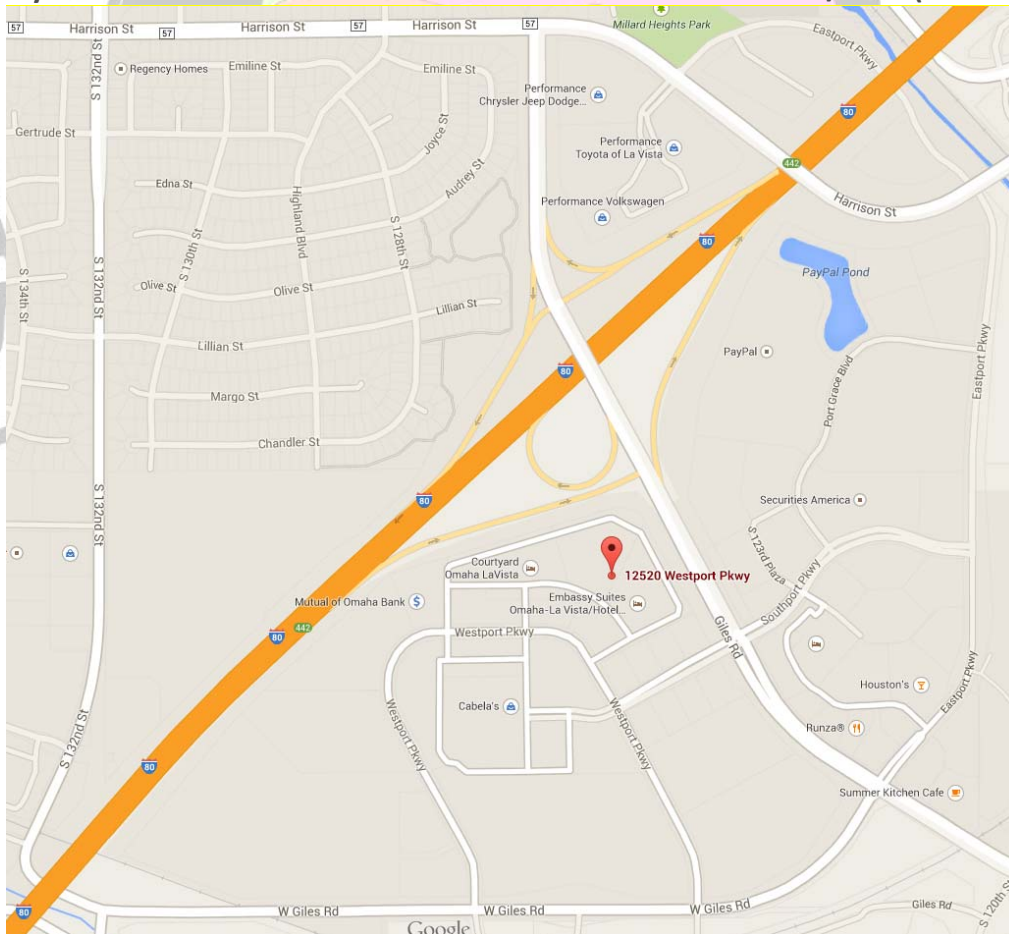 57
Harrison St
57
Harrison St
57
Harrison St
57
Millard Heights Park
Eastport Pkwy
S 132nd St
Regency Homes
Emiline St
Emiline St
Performance
Chrysler Jeep Dodge...
80
Gertrude St
Joyce St
Performance
Toyota of La Vista
442
Edna St
Audrey St
Harrison St
Highland Blvd
Performance Volkswagen
S 128th St
S 130th St
80
S 134th St
S 132nd St
Olive St
Olive St
PayPal Pond
Lillian St
Lillian St
PayPal
Eastport Pkwy
80
Port Grace Blvd
Margo St
Chandler St
S 132nd St
80
Securities America
S 123rd Plaza
Courtyard
Omaha LaVista
12520 Westport Pkwy
Southport Pkwy
Mutual of Omaha Bank
Embassy Suites
Omaha-La Vista/Hotel...
442
80
Westport Pkwy
Giles Rd
Houston's
Eastport Pkwy
Cabela's
Westport Pkwy
Westport Pkwy
S 132nd St
Runza®
80
Summer Kitchen Cafe
80
W Giles Rd
W Giles Rd
W Giles Rd
Giles Rd
S 120th St
Google